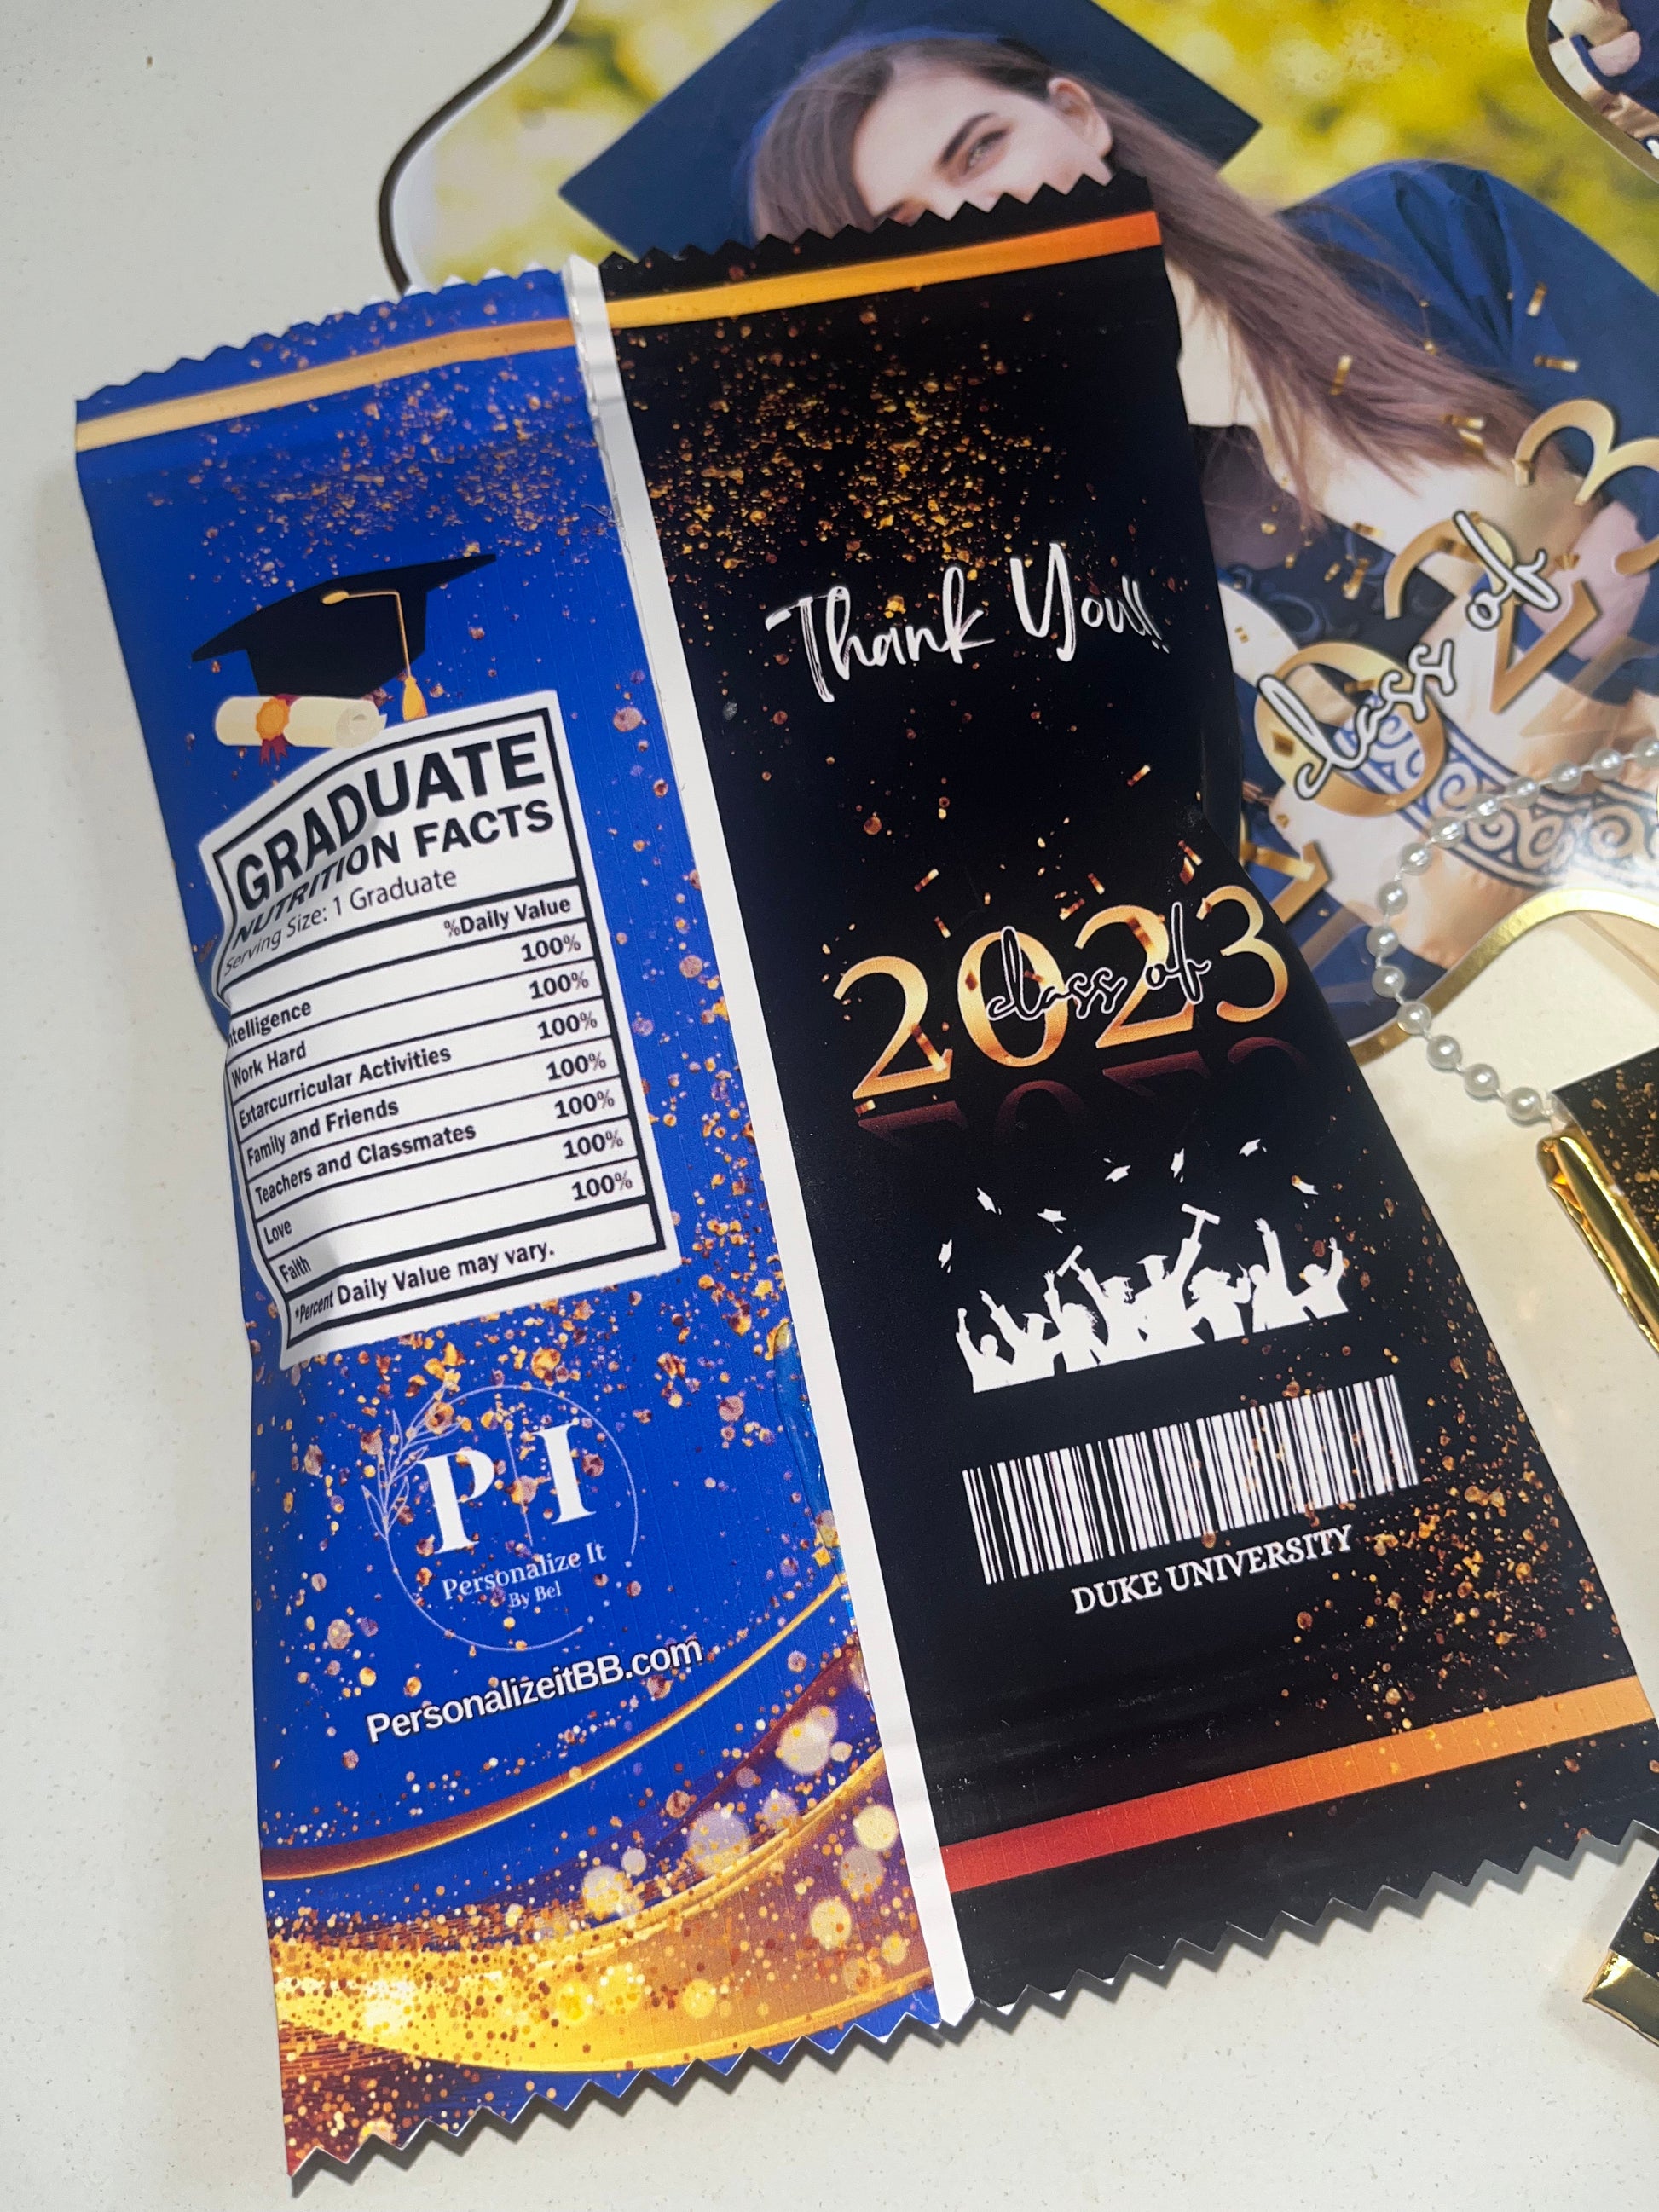 GRADUATE
NUTRITION FACTS
Serving Size: 1 Graduate
%Daily Value
ntelligence 100%
Work Hard 100%
Extarcurricular Activities 100%
Family and Friends 100%
Teachers and Classmates 100%
Love 100%
Faith 100%
*Percent Daily Value may vary.
P I
Personalize It
By Bel
PersonalizeitBB.com
Thank You!!
class of
2023
DUKE UNIVERSITY
class of
2023